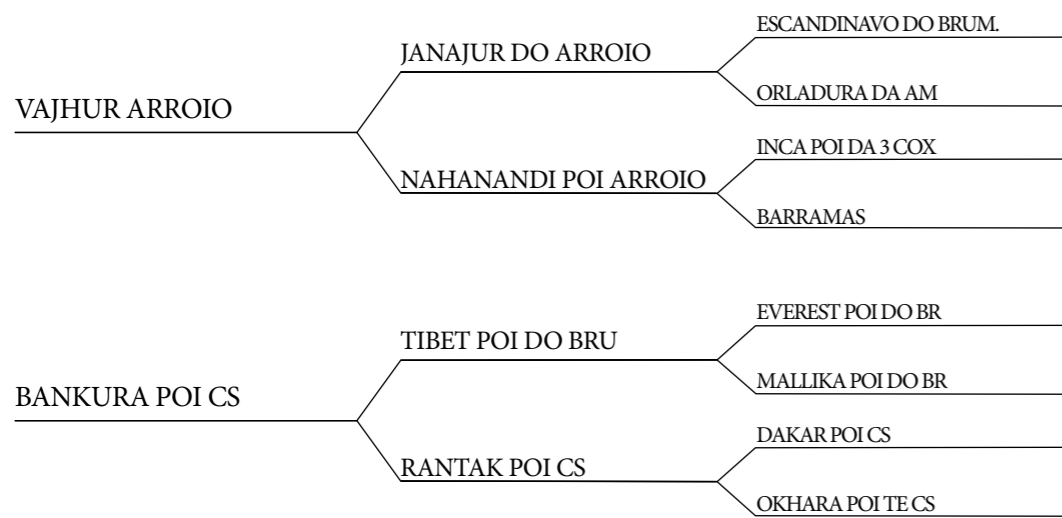 ESCANDINAVO DO BRUM.
JANAJUR DO ARROIO
ORLADURA DA AM
VAJHUR ARROIO
INCA POI DA 3 COX
NAHANANDI POI ARROIO
BARRAMAS
EVEREST POI DO BR
TIBET POI DO BRU
MALLIKA POI DO BR
BANKURA POI CS
DAKAR POI CS
RANTAK POI CS
OKHARA POI TE CS